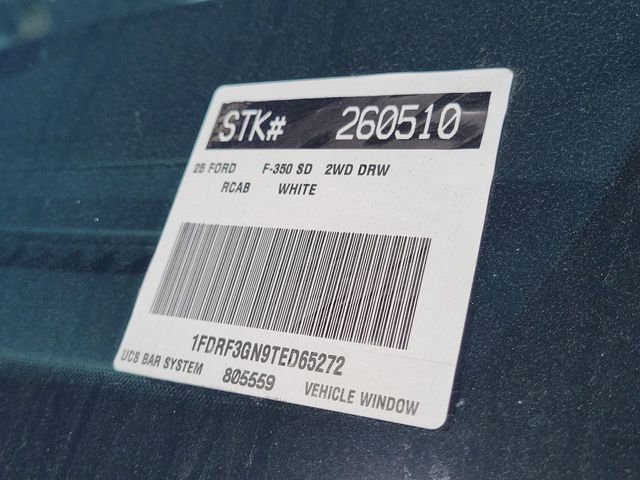 STK# 260510
26 FORD F-350 SD 2WD DRW
RCAB WHITE
1FDRF3GN9TED65272
UCS BAR SYSTEM 805559 VEHICLE WINDOW